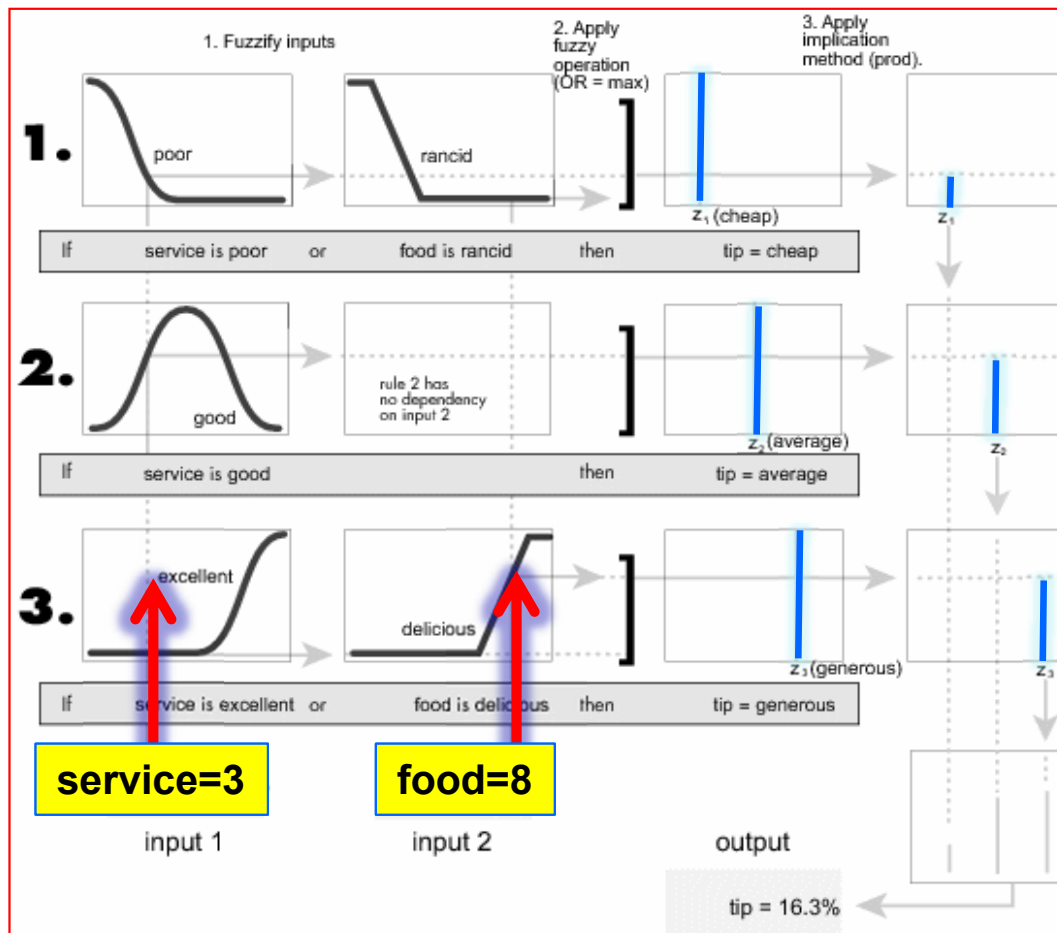 1. Fuzzify inputs
2. Apply
fuzzy
operation
(OR = max)
3. Apply
implication
method (prod).
1.
poor
rancid
z₁ (cheap)
z₁
If service is poor or food is rancid then tip = cheap
2.
good
rule 2 has
no dependency
on input 2
z₂ (average)
z₂
If service is good then tip = average
3.
excellent
delicious
z₃ (generous)
z₃
If service is excellent or food is delicious then tip = generous
service=3
food=8
input 1
input 2
output
tip = 16.3%